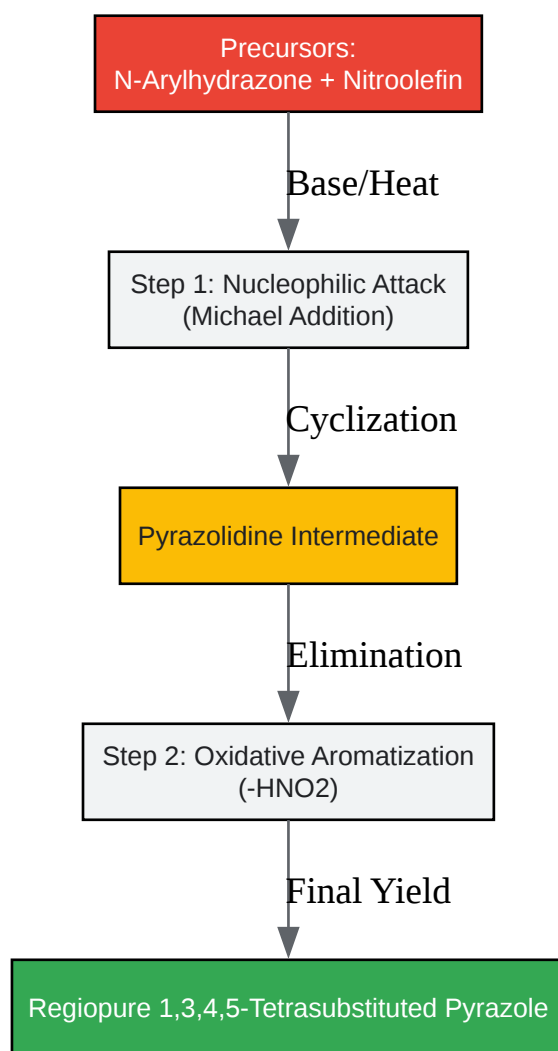 Precursors:
N-Arylhydrazone + Nitroolefin
Base/Heat
Step 1: Nucleophilic Attack
(Michael Addition)
Cyclization
Pyrazolidine Intermediate
Elimination
Step 2: Oxidative Aromatization
(-HNO2)
Final Yield
Regiopure 1,3,4,5-Tetrasubstituted Pyrazole